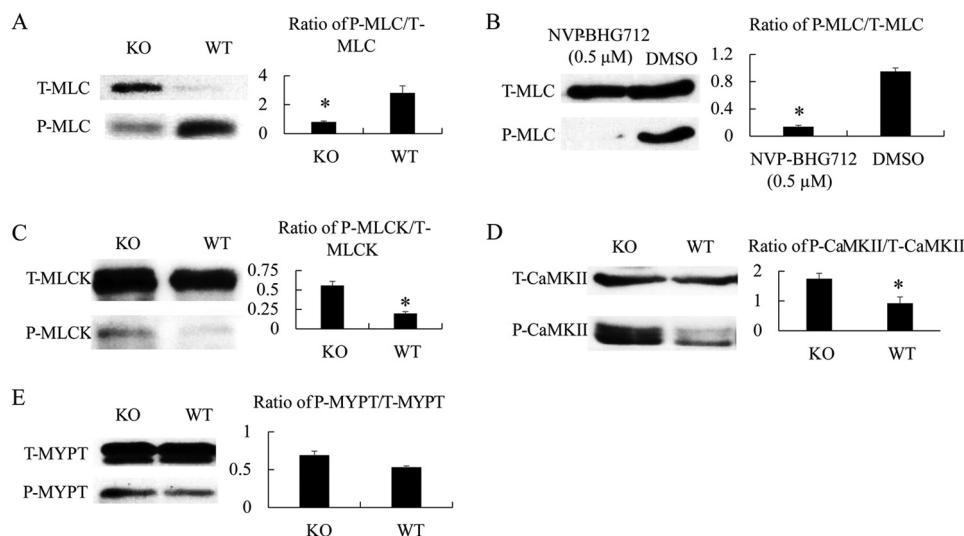 A
KO WT
T-MLC
P-MLC
Ratio of P-MLC/T-
MLC
4
2
0
*
KO WT
B
NVP-BHG712
(0.5 µM) DMSO
T-MLC
P-MLC
Ratio of P-MLC/T-MLC
1.2
0.8
0.4
0
*
NVP-BHG712 DMSO
(0.5 µM)
C
KO WT
T-MLCK
P-MLCK
Ratio of P-MLCK/T-
MLCK
0.75
0.5
0.25
0
*
KO WT
D
KO WT
T-CaMKII
P-CaMKII
Ratio of P-CaMKII/T-CaMKII
2
1
0
*
KO WT
E
KO WT
T-MYPT
P-MYPT
Ratio of P-MYPT/T-MYPT
1
0.5
0
KO WT